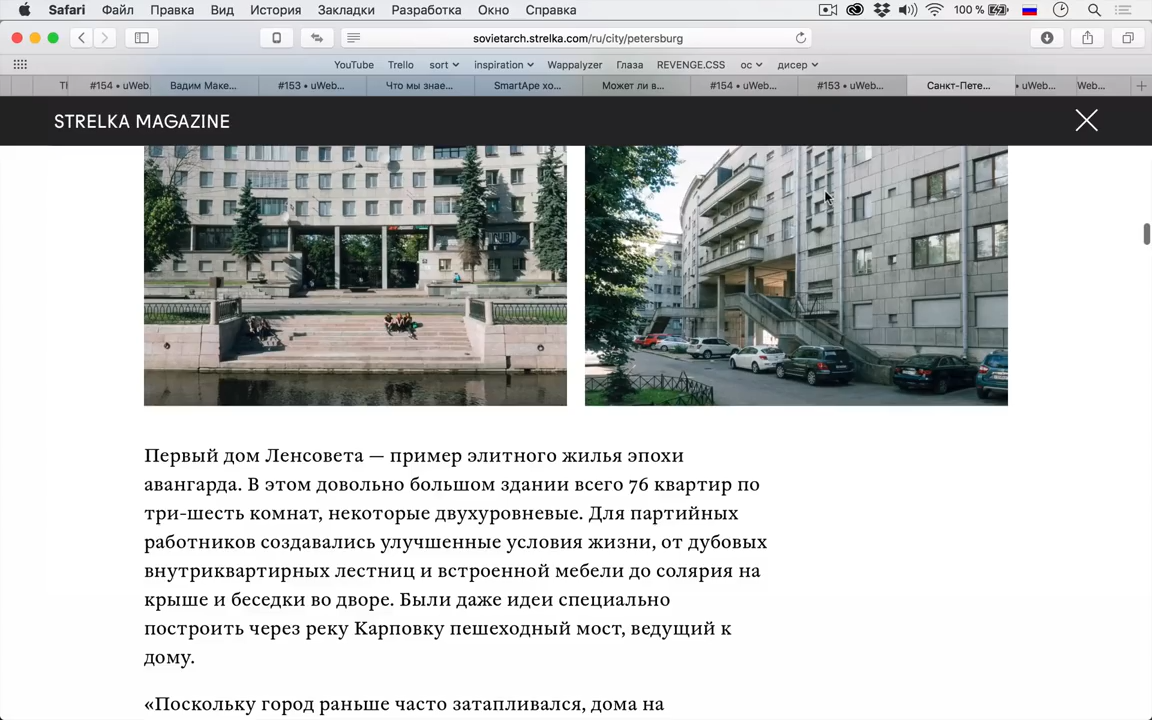 Safari Файл Правка Вид История Закладки Разработка Окно Справка 100 %
sovietarch.strelka.com/ru/city/petersburg
YouTube Trello sort inspiration Wappalyzer Глаза REVENGE.CSS ос дисер
#154 • uWeb. Вадим Маке... #153 • uWeb... Что мы знае... SmartApe хо... Может ли в... #154 • uWeb... #153 • uWeb... Санкт-Пете... • uWeb... Web...
STRELKA MAGAZINE
Первый дом Ленсовета — пример элитного жилья эпохи
авангарда. В этом довольно большом здании всего 76 квартир по
три-шесть комнат, некоторые двухуровневые. Для партийных
работников создавались улучшенные условия жизни, от дубовых
внутриквартирных лестниц и встроенной мебели до солярия на
крыше и беседки во дворе. Были даже идеи специально
построить через реку Карповку пешеходный мост, ведущий к
дому.
«Поскольку город раньше часто затапливался, дома на